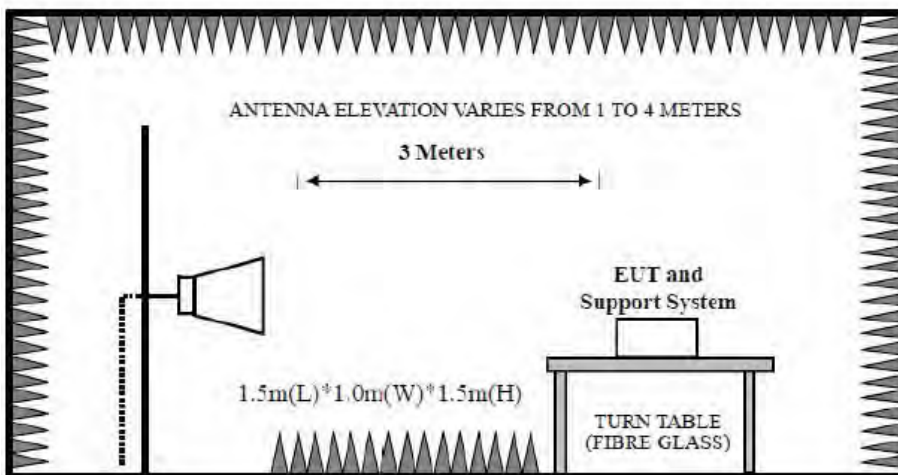 ANTENNA ELEVATION VARIES FROM 1 TO 4 METERS
3 Meters
EUT and
Support System
1.5m(L)*1.0m(W)*1.5m(H)
TURN TABLE
(FIBRE GLASS)